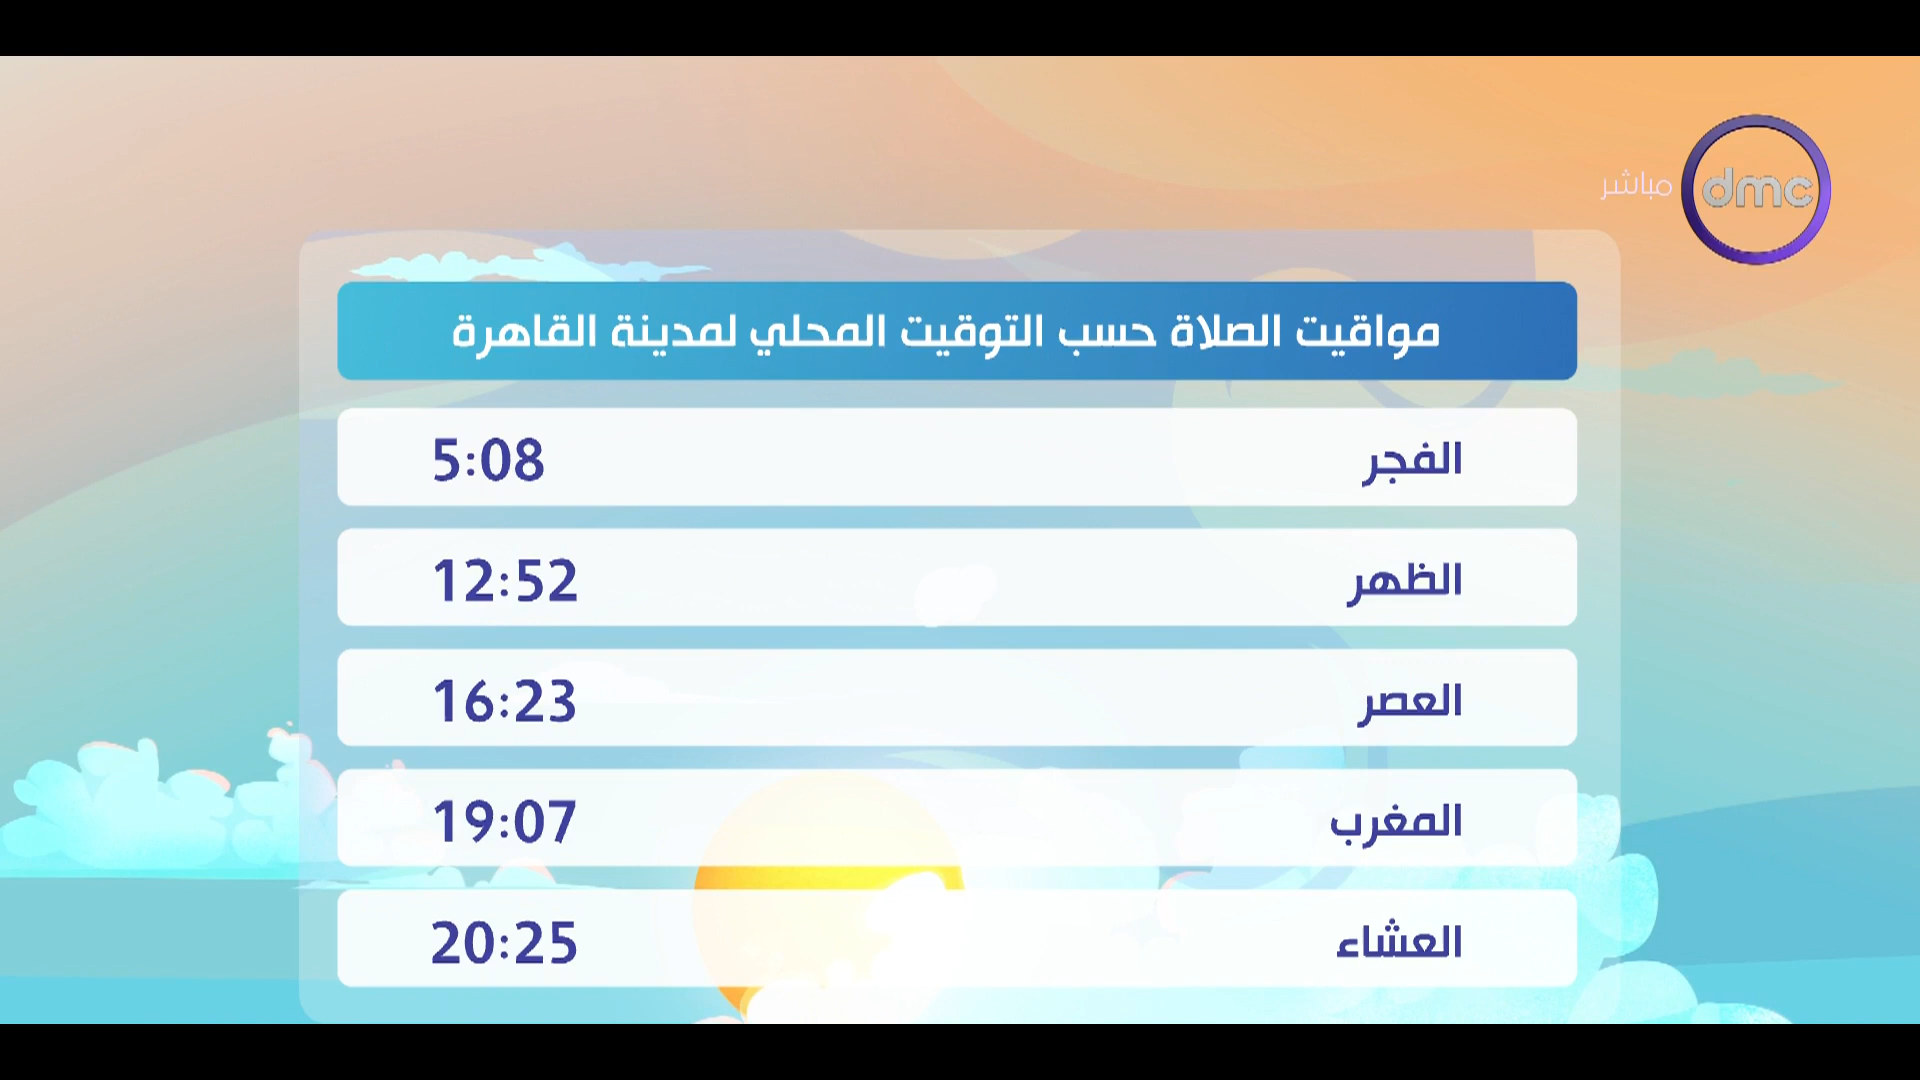 مباشر dmc
مواقيت الصلاة حسب التوقيت المحلي لمدينة القاهرة
الفجر 5:08
الظهر 12:52
العصر 16:23
المغرب 19:07
العشاء 20:25